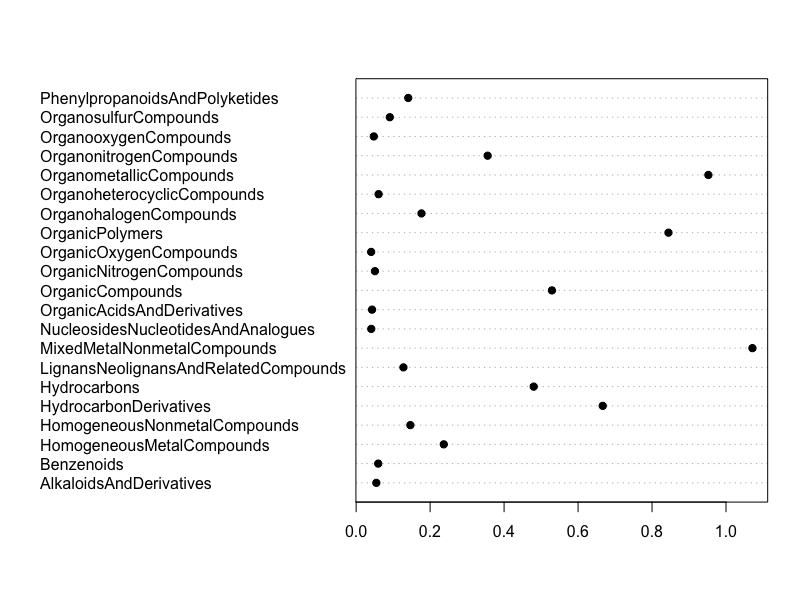 PhenylpropanoidsAndPolyketides
OrganosulfurCompounds
OrganooxygenCompounds
OrganonitrogenCompounds
OrganometallicCompounds
OrganoheterocyclicCompounds
OrganohalogenCompounds
OrganicPolymers
OrganicOxygenCompounds
OrganicNitrogenCompounds
OrganicCompounds
OrganicAcidsAndDerivatives
NucleosidesNucleotidesAndAnalogues
MixedMetalNonmetalCompounds
LignansNeolignansAndRelatedCompounds
Hydrocarbons
HydrocarbonDerivatives
HomogeneousNonmetalCompounds
HomogeneousMetalCompounds
Benzenoids
AlkaloidsAndDerivatives
0.0 0.2 0.4 0.6 0.8 1.0